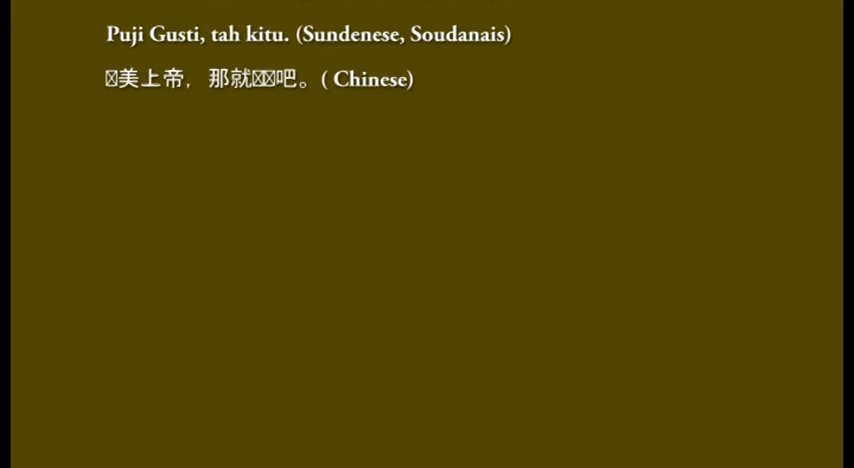 Puji Gusti, tah kitu. (Sundenese, Soudanais)
美上帝， 那就吧。( Chinese)